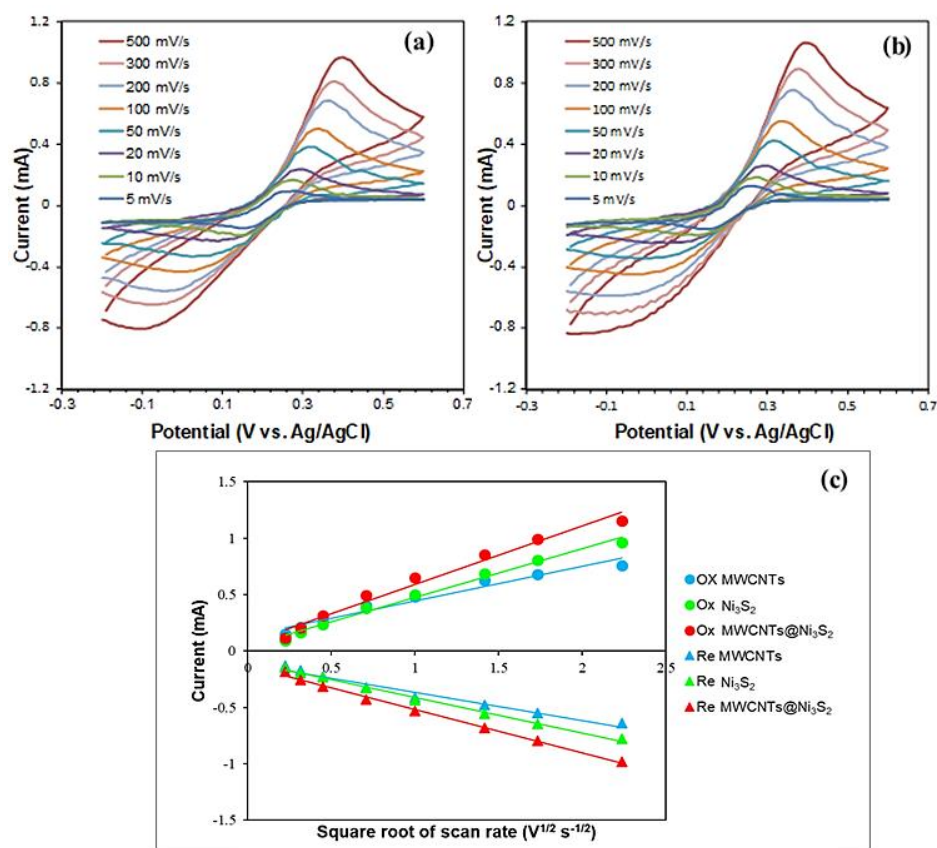 (a)
500 mV/s
300 mV/s
200 mV/s
100 mV/s
50 mV/s
20 mV/s
10 mV/s
5 mV/s
1.2
0.8
0.4
0
-0.4
-0.8
-1.2
Current (mA)
-0.3
-0.1
0.1
0.3
0.5
0.7
Potential (V vs. Ag/AgCl)
(b)
500 mV/s
300 mV/s
200 mV/s
100 mV/s
50 mV/s
20 mV/s
10 mV/s
5 mV/s
1.2
0.8
0.4
0
-0.4
-0.8
-1.2
Current (mA)
-0.3
-0.1
0.1
0.3
0.5
0.7
Potential (V vs. Ag/AgCl)
(c)
1.5
1
0.5
0
-0.5
-1
-1.5
Current (mA)
0
0.5
1
1.5
2
2.5
Square root of scan rate (V^1/2 s^-1/2)
OX MWCNTs
Ox Ni₃S₂
Ox MWCNTs@Ni₃S₂
Re MWCNTs
Re Ni₃S₂
Re MWCNTs@Ni₃S₂